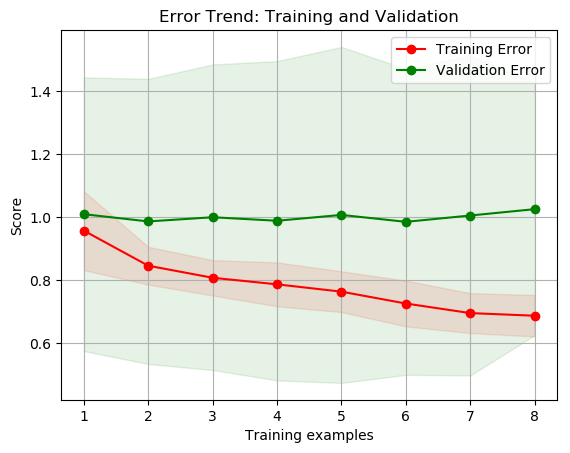 Error Trend: Training and Validation
Training Error
Validation Error
Score
1.4
1.2
1.0
0.8
0.6
1 2 3 4 5 6 7 8
Training examples